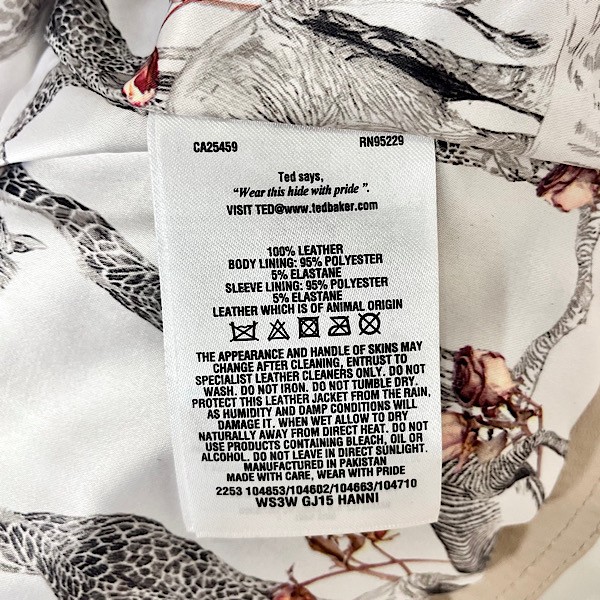 CA25459 RN95229
Ted says,
“Wear this hide with pride ”.
VISIT TED@www.tedbaker.com
100% LEATHER
BODY LINING: 95% POLYESTER
5% ELASTANE
SLEEVE LINING: 95% POLYESTER
5% ELASTANE
LEATHER WHICH IS OF ANIMAL ORIGIN
THE APPEARANCE AND HANDLE OF SKINS MAY
CHANGE AFTER CLEANING, ENTRUST TO
SPECIALIST LEATHER CLEANERS ONLY. DO NOT
WASH. DO NOT IRON. DO NOT TUMBLE DRY.
PROTECT THIS LEATHER JACKET FROM THE RAIN,
AS HUMIDITY AND DAMP CONDITIONS WILL
DAMAGE IT. WHEN WET ALLOW TO DRY
NATURALLY AWAY FROM DIRECT HEAT. DO NOT
USE PRODUCTS CONTAINING BLEACH, OIL OR
ALCOHOL. DO NOT LEAVE IN DIRECT SUNLIGHT.
MANUFACTURED IN PAKISTAN
MADE WITH CARE, WEAR WITH PRIDE
2253 104853/104602/104663/104710
WS3W GJ15 HANNI